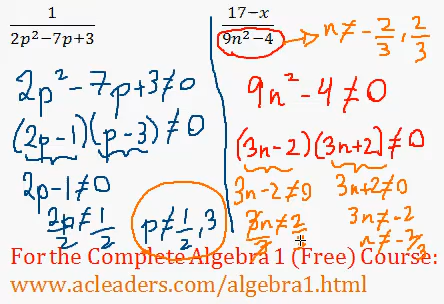 1/(2p²−7p+3)
2p² − 7p + 3 ≠ 0
(2p−1)(p−3) ≠ 0
2p−1 ≠ 0
2p/2 ≠ 1/2
p ≠ 1/2, 3
(17−x)/(9n²−4) → n ≠ −2/3, 2/3
9n² − 4 ≠ 0
(3n−2)(3n+2) ≠ 0
3n−2 ≠ 0 3n+2 ≠ 0
3n/3 ≠ 2/3 3n ≠ −2
n ≠ −2/3
For the Complete Algebra 1 (Free) Course:
www.acleaders.com/algebra1.html